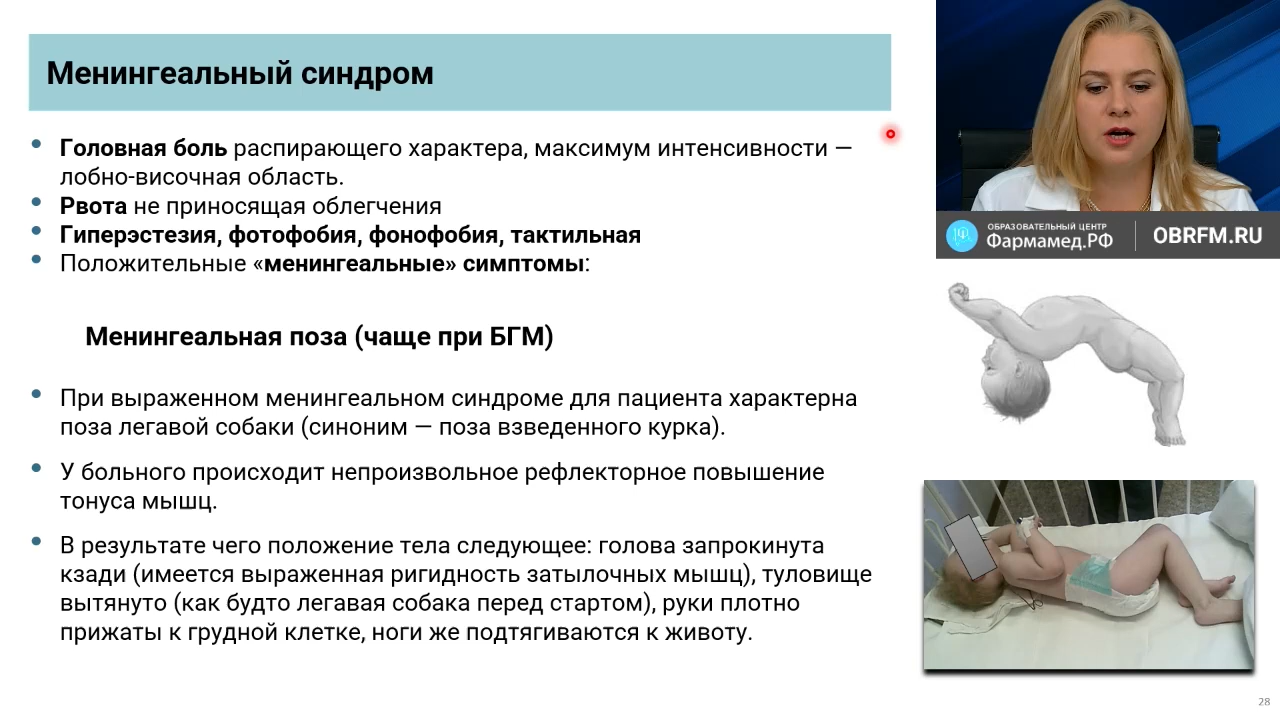 Менингеальный синдром
Головная боль распирающего характера, максимум интенсивности —
лобно-височная область.
Рвота не приносящая облегчения
Гиперэстезия, фотофобия, фонофобия, тактильная
Положительные «менингеальные» симптомы:
Менингеальная поза (чаще при БГМ)
При выраженном менингеальном синдроме для пациента характерна
поза легавой собаки (синоним — поза взведенного курка).
У больного происходит непроизвольное рефлекторное повышение
тонуса мышц.
В результате чего положение тела следующее: голова запрокинута
кзади (имеется выраженная ригидность затылочных мышц), туловище
вытянуто (как будто легавая собака перед стартом), руки плотно
прижаты к грудной клетке, ноги же подтягиваются к животу.
ОБРАЗОВАТЕЛЬНЫЙ ЦЕНТР
Фармамед.РФ
OBRFM.RU
28